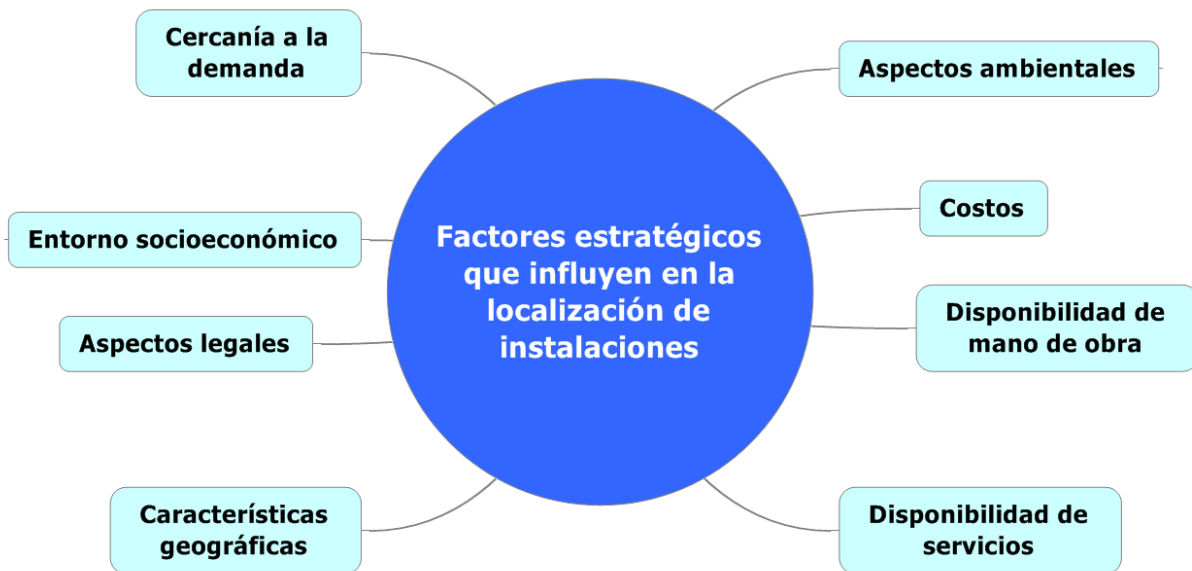 Cercanía a la
demanda
Aspectos ambientales
Entorno socioeconómico
Costos
Factores estratégicos
que influyen en la
localización de
instalaciones
Aspectos legales
Disponibilidad de
mano de obra
Características
geográficas
Disponibilidad de
servicios